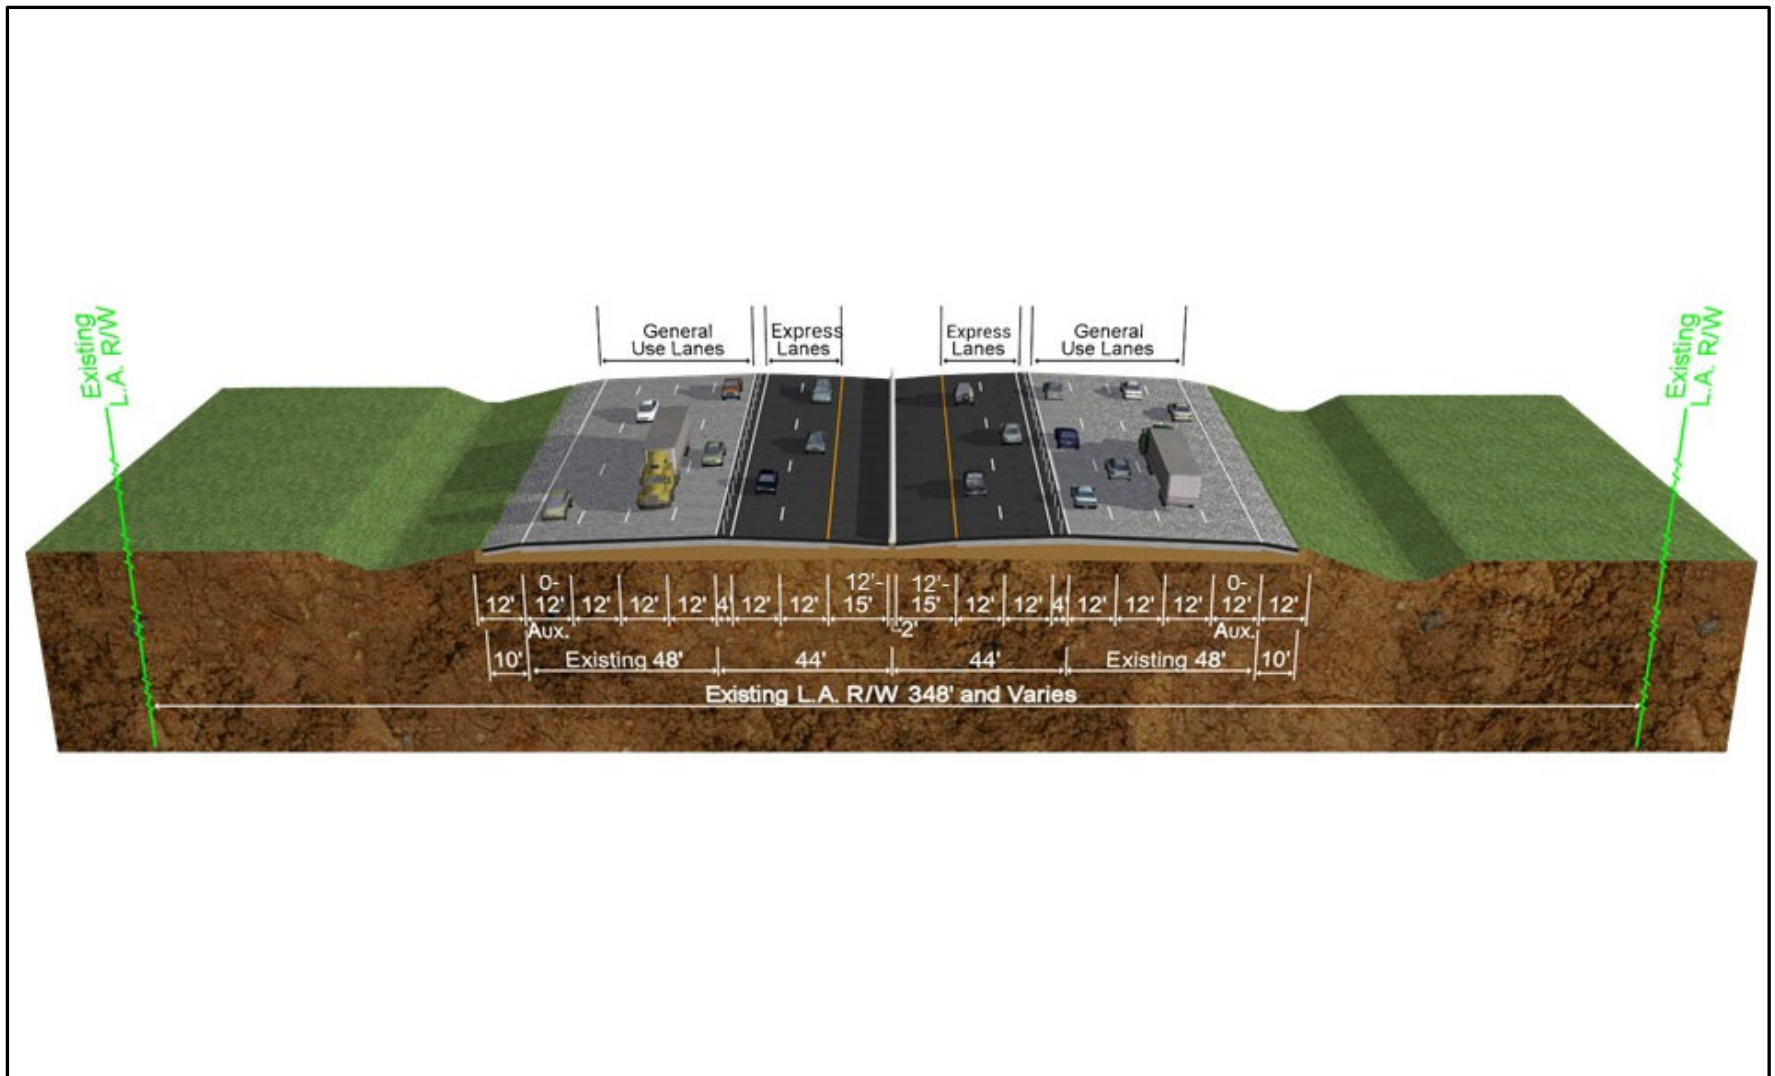 Existing
L.A. R/W
General
Use Lanes
Express
Lanes
Express
Lanes
General
Use Lanes
Existing
L.A. R/W
12'
0-
12'
Aux.
12'
12'
12'
4'
12'
12'
12'-
15'
2'
12'-
15'
12'
12'
4'
12'
12'
12'
0-
12'
Aux.
12'
10'
Existing 48'
44'
44'
Existing 48'
10'
Existing L.A. R/W 348' and Varies